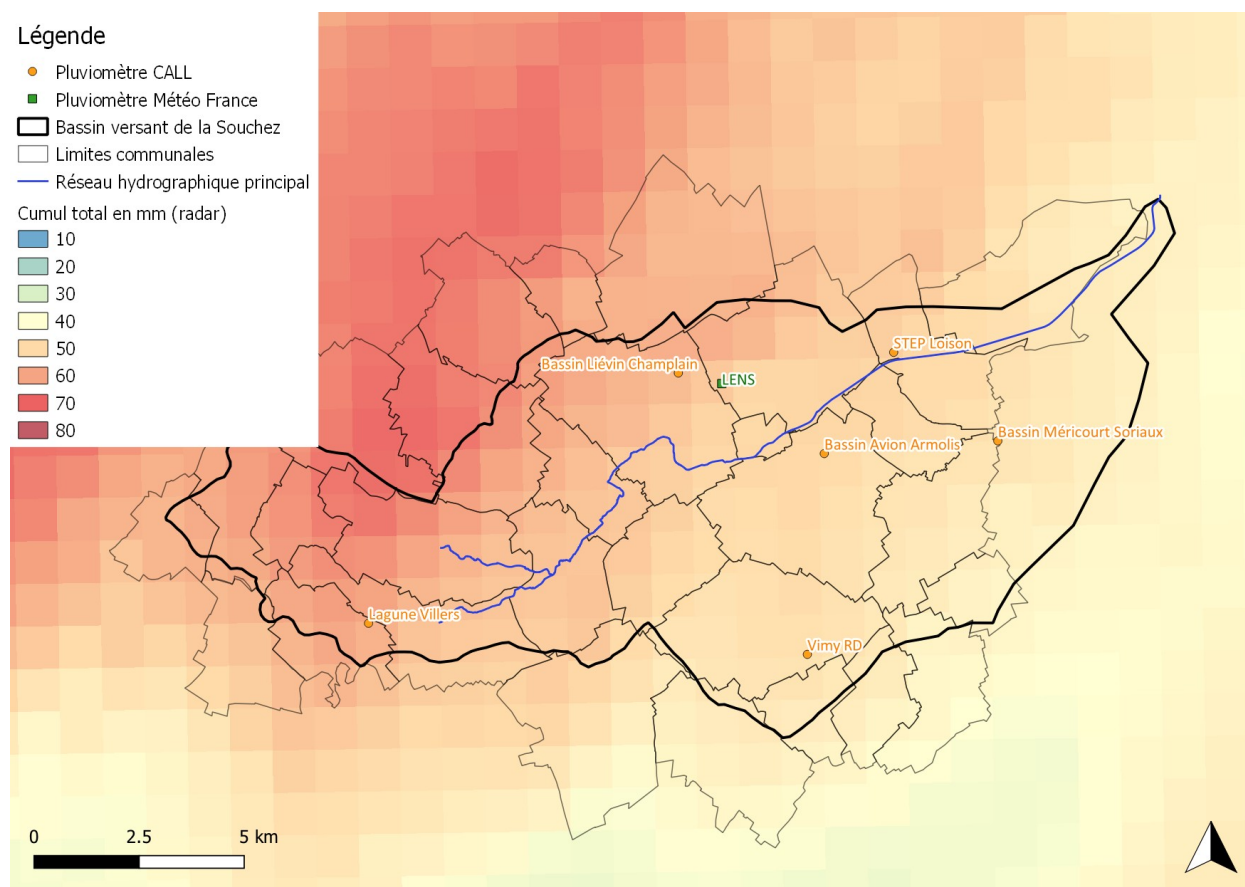 Légende
Pluviomètre CALL
Pluviomètre Météo France
Bassin versant de la Souchez
Limites communales
Réseau hydrographique principal
Cumul total en mm (radar)
10
20
30
40
50
60
70
80
STEP Loison
Bassin Liévin Champlain
LENS
Bassin Méricourt Soriaux
Bassin Avion Armolis
Lagune Villers
Vimy RD
0 2.5 5 km